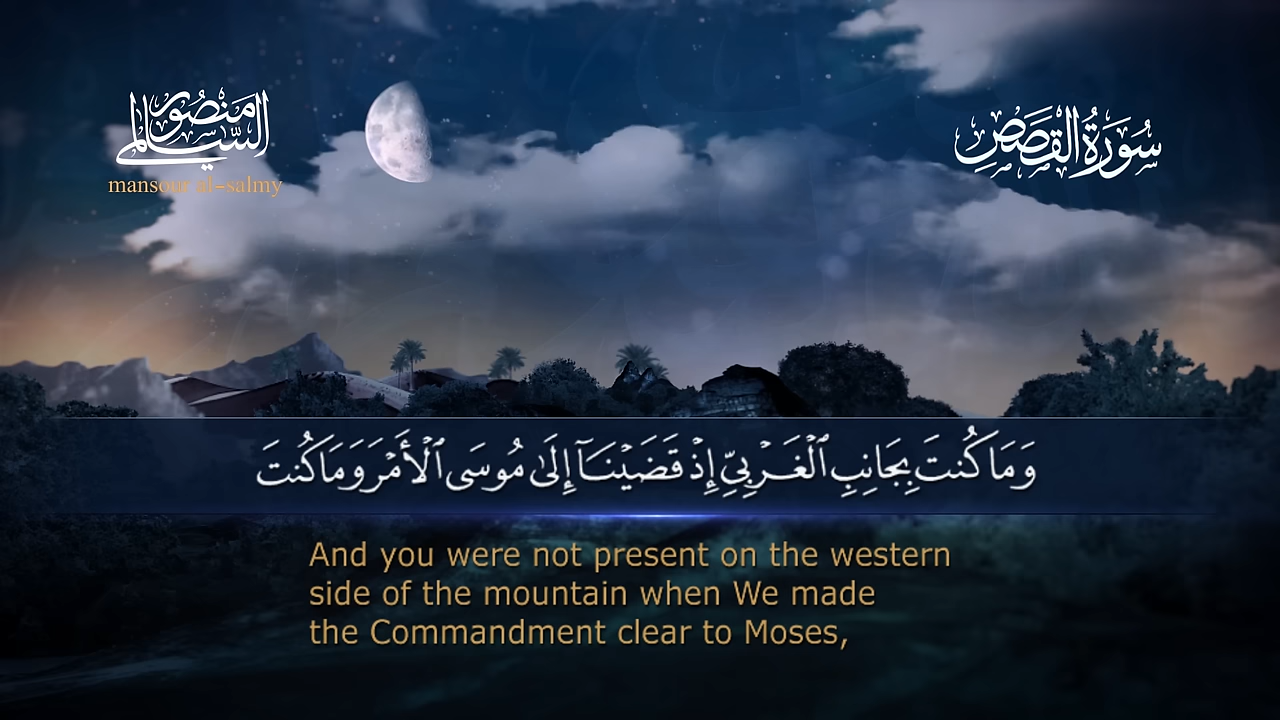 منصور
السالمي
mansour al-salmy
سُورَةُ القَصَصِ
وَمَا كُنتَ بِجَانِبِ ٱلْغَرْبِيِّ إِذْ قَضَيْنَآ إِلَىٰ مُوسَى ٱلْأَمْرَ وَمَا كُنتَ
And you were not present on the western
side of the mountain when We made
the Commandment clear to Moses,